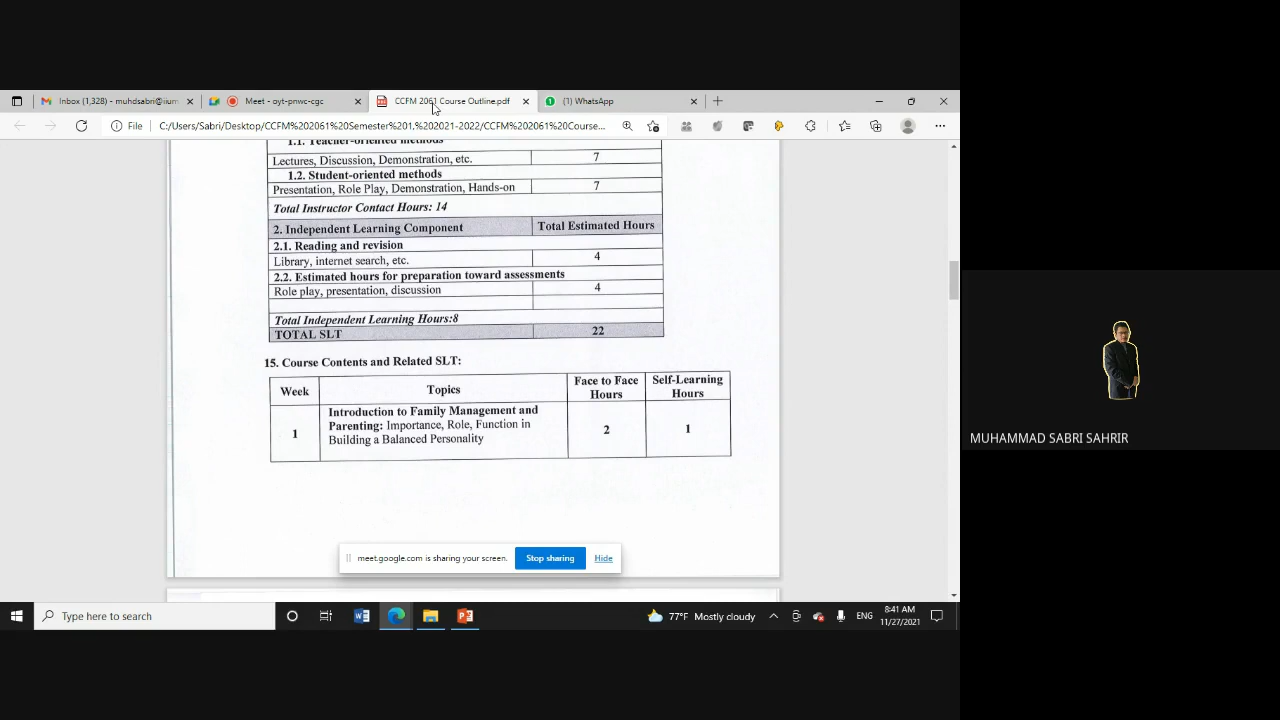 Inbox (1,328) - muhdsabri@iium
Meet - oyt-pnwc-cgc
CCFM 2061 Course Outline.pdf
(1) WhatsApp
File
C:/Users/Sabri/Desktop/CCFM%202061%20Semester%201,%202021-2022/CCFM%202061%20Course...
1.1. Teacher-oriented methods
Lectures, Discussion, Demonstration, etc. 7
1.2. Student-oriented methods
Presentation, Role Play, Demonstration, Hands-on 7
Total Instructor Contact Hours: 14
2. Independent Learning Component Total Estimated Hours
2.1. Reading and revision
Library, internet search, etc. 4
2.2. Estimated hours for preparation toward assessments
Role play, presentation, discussion 4
Total Independent Learning Hours:8
TOTAL SLT 22
15. Course Contents and Related SLT:
Week Topics Face to Face Hours Self-Learning Hours
Introduction to Family Management and
1 Parenting: Importance, Role, Function in 2 1
Building a Balanced Personality
meet.google.com is sharing your screen. Stop sharing Hide
MUHAMMAD SABRI SAHRIR
Type here to search
77°F Mostly cloudy
ENG
8:41 AM
11/27/2021